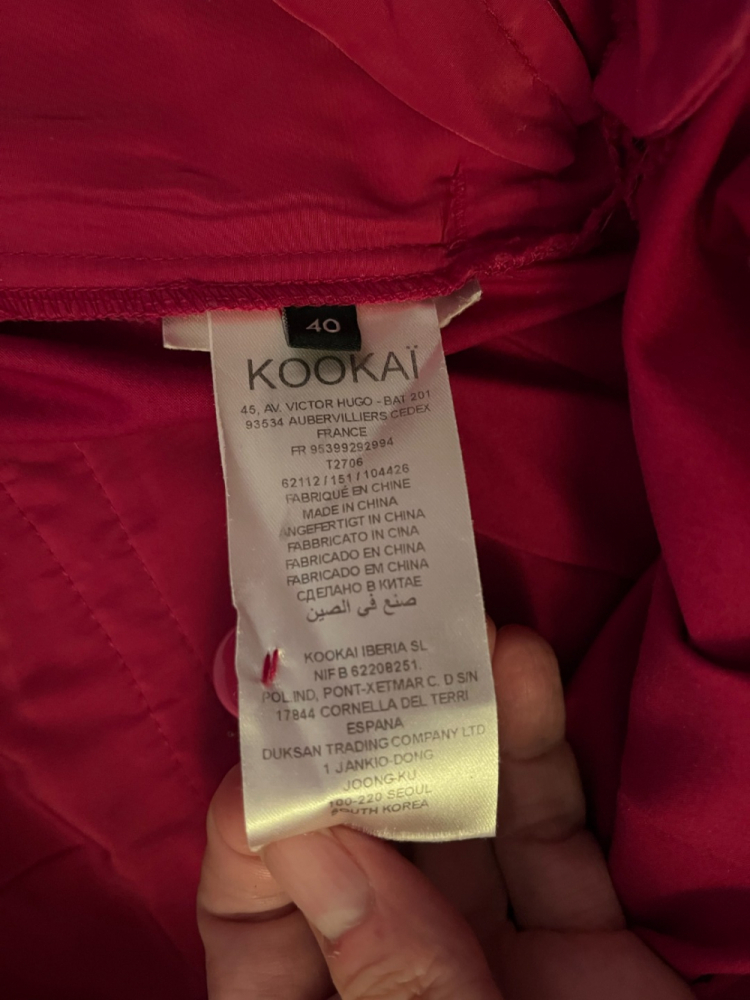 40
KOOKAÏ
45, AV. VICTOR HUGO - BAT 201
93534 AUBERVILLIERS CEDEX
FRANCE
FR 95399292994
T2706
62112 / 151 / 104426
FABRIQUÉ EN CHINE
MADE IN CHINA
ANGEFERTIGT IN CHINA
FABBRICATO IN CINA
FABRICADO EN CHINA
FABRICADO EM CHINA
СДЕЛАНО В КИТАЕ
صنع في الصين
KOOKAI IBERIA SL
NIF B 62208251.
POL.IND, PONT-XETMAR C. D S/N
17844 CORNELLA DEL TERRI
ESPANA
DUKSAN TRADING COMPANY LTD
1 JANKIO-DONG
JOONG-KU
100-220 SEOUL
SOUTH KOREA